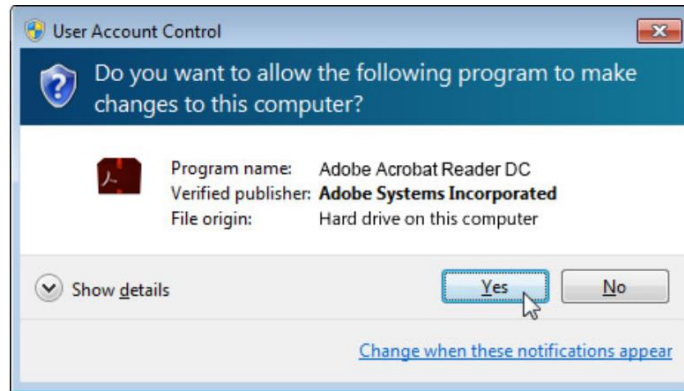 User Account Control
Do you want to allow the following program to make
changes to this computer?
Program name: Adobe Acrobat Reader DC
Verified publisher: Adobe Systems Incorporated
File origin: Hard drive on this computer
Show details
Yes
No
Change when these notifications appear